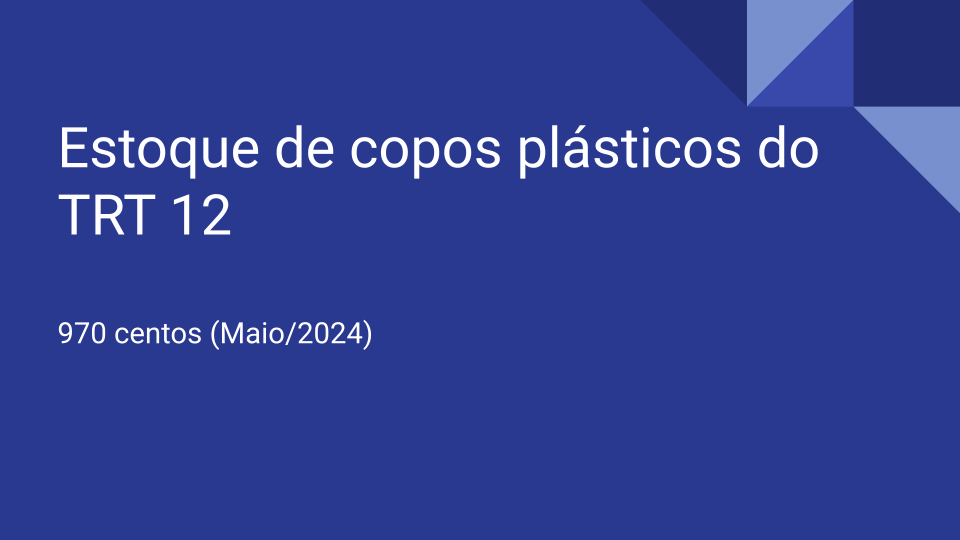 Estoque de copos plásticos do
TRT 12
970 centos (Maio/2024)